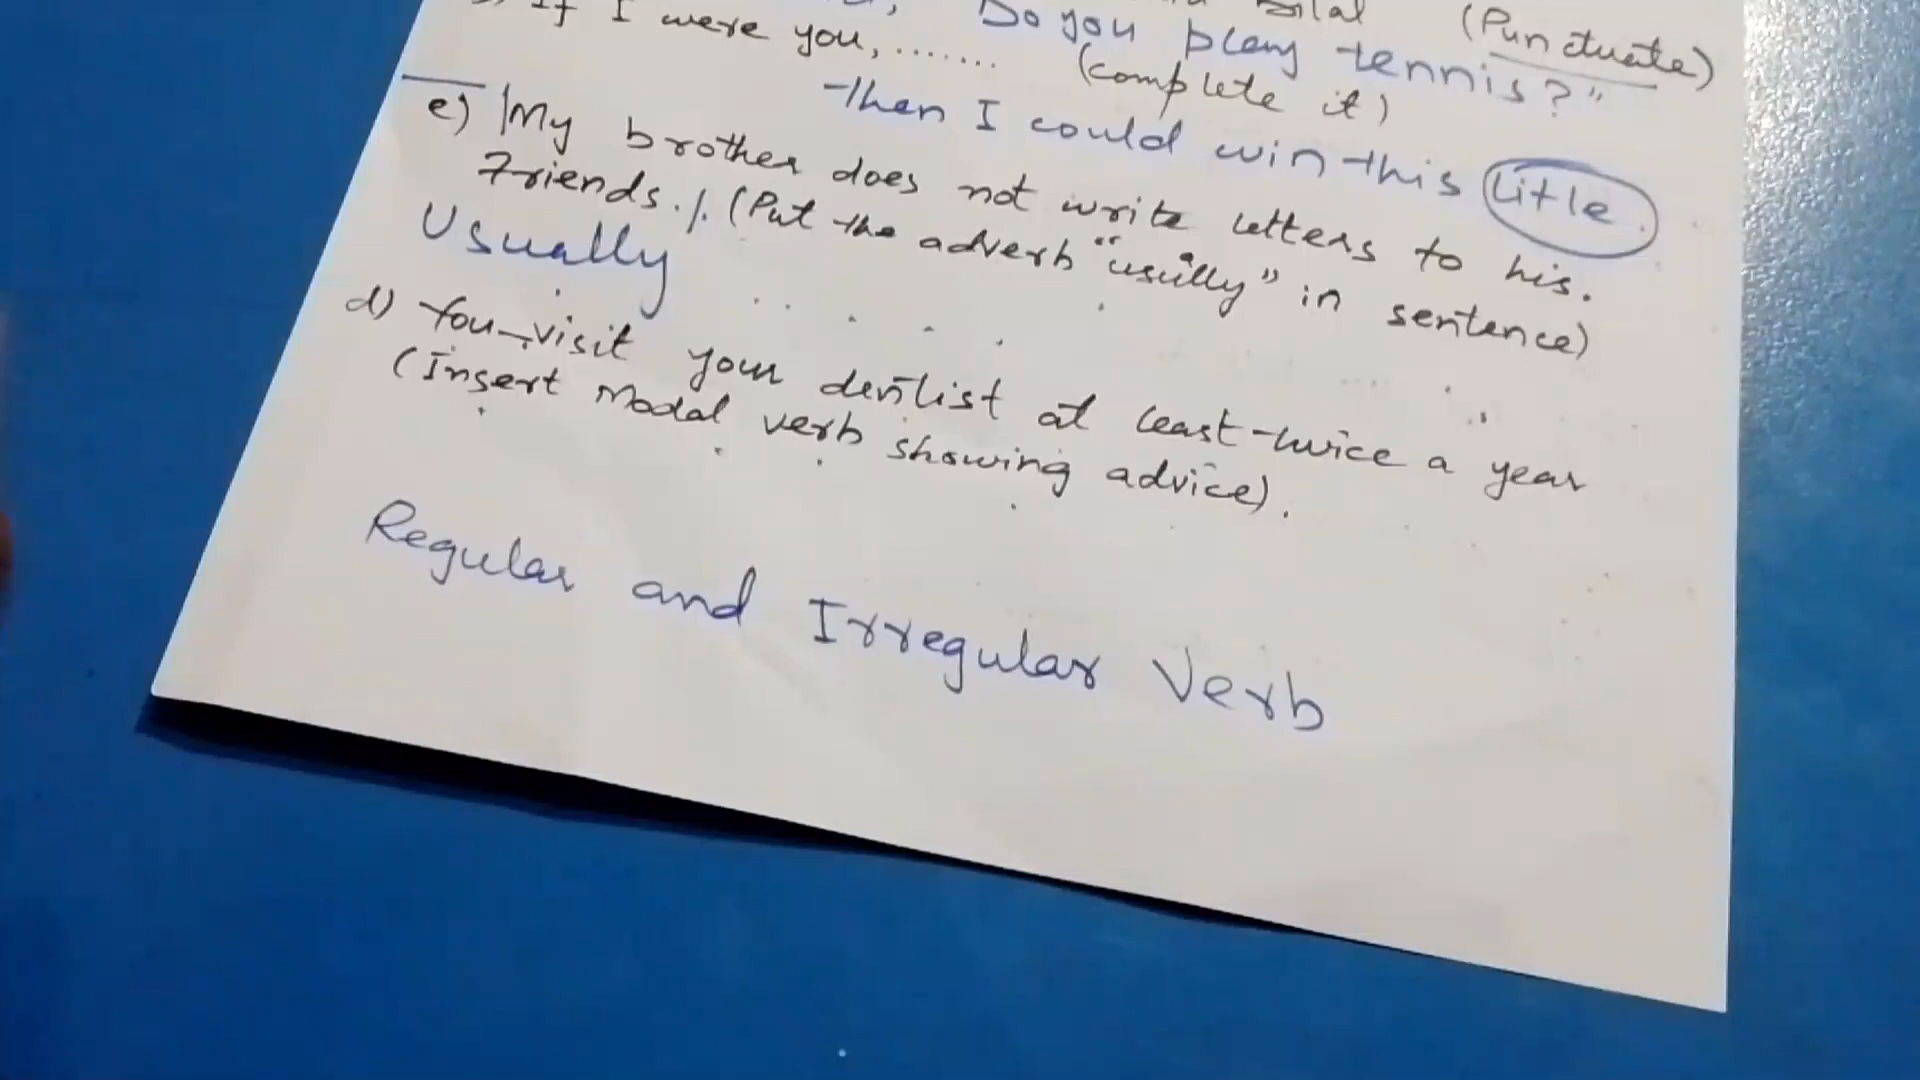 Bilal (Punctuate)
Do you play tennis?"
If I were you, ....... (complete it)
then I could win this title.
e) My brother does not write letters to his.
Friends. (Put the adverb "usually" in sentence)
Usually
d) You visit your dentist at least twice a year
(Insert Modal verb showing advice).
Regular and Irregular Verb